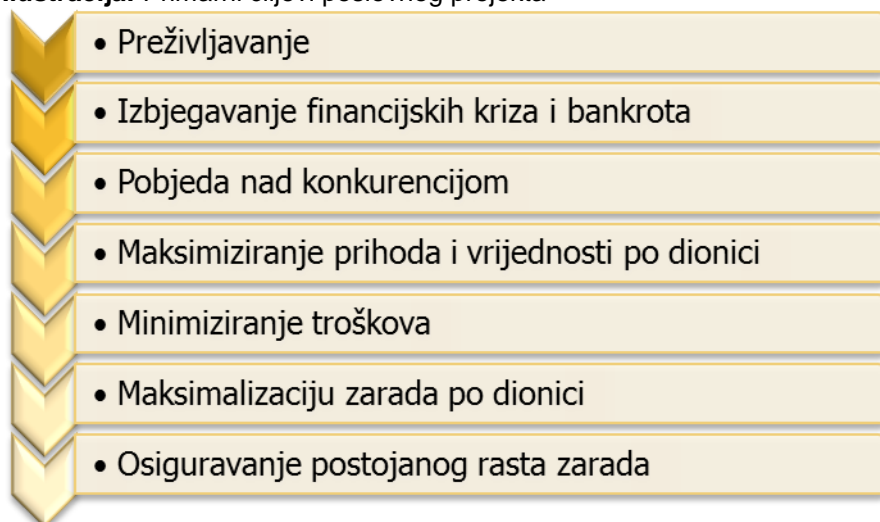 Preživljavanje
Izbjegavanje financijskih kriza i bankrota
Pobjeda nad konkurencijom
Maksimiziranje prihoda i vrijednosti po dionici
Minimiziranje troškova
Maksimalizaciju zarada po dionici
Osiguravanje postojanog rasta zarada